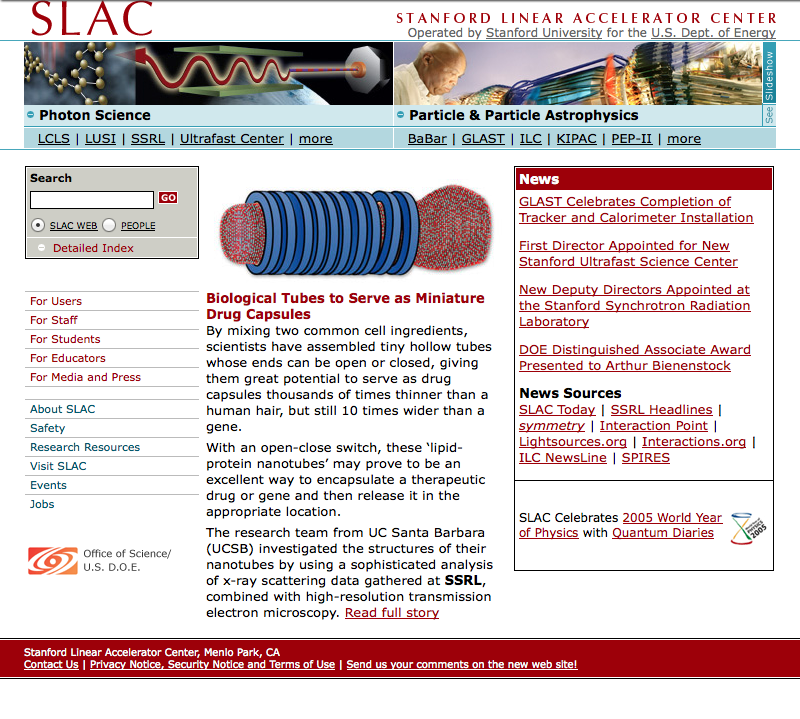 SLAC
STANFORD LINEAR ACCELERATOR CENTER
Operated by Stanford University for the U.S. Dept. of Energy
See Slideshow
Photon Science
LCLS | LUSI | SSRL | Ultrafast Center | more
Particle & Particle Astrophysics
BaBar | GLAST | ILC | KIPAC | PEP-II | more
Search
GO
SLAC WEB PEOPLE
Detailed Index
For Users
For Staff
For Students
For Educators
For Media and Press
About SLAC
Safety
Research Resources
Visit SLAC
Events
Jobs
Office of Science/
U.S. D.O.E.
Biological Tubes to Serve as Miniature
Drug Capsules
By mixing two common cell ingredients,
scientists have assembled tiny hollow tubes
whose ends can be open or closed, giving
them great potential to serve as drug
capsules thousands of times thinner than a
human hair, but still 10 times wider than a
gene.
With an open-close switch, these ‘lipid-
protein nanotubes’ may prove to be an
excellent way to encapsulate a therapeutic
drug or gene and then release it in the
appropriate location.
The research team from UC Santa Barbara
(UCSB) investigated the structures of their
nanotubes by using a sophisticated analysis
of x-ray scattering data gathered at SSRL,
combined with high-resolution transmission
electron microscopy. Read full story
News
GLAST Celebrates Completion of
Tracker and Calorimeter Installation
First Director Appointed for New
Stanford Ultrafast Science Center
New Deputy Directors Appointed at
the Stanford Synchrotron Radiation
Laboratory
DOE Distinguished Associate Award
Presented to Arthur Bienenstock
News Sources
SLAC Today | SSRL Headlines |
symmetry | Interaction Point |
Lightsources.org | Interactions.org |
ILC NewsLine | SPIRES
SLAC Celebrates 2005 World Year
of Physics with Quantum Diaries
2005
Stanford Linear Accelerator Center, Menlo Park, CA
Contact Us | Privacy Notice, Security Notice and Terms of Use | Send us your comments on the new web site!